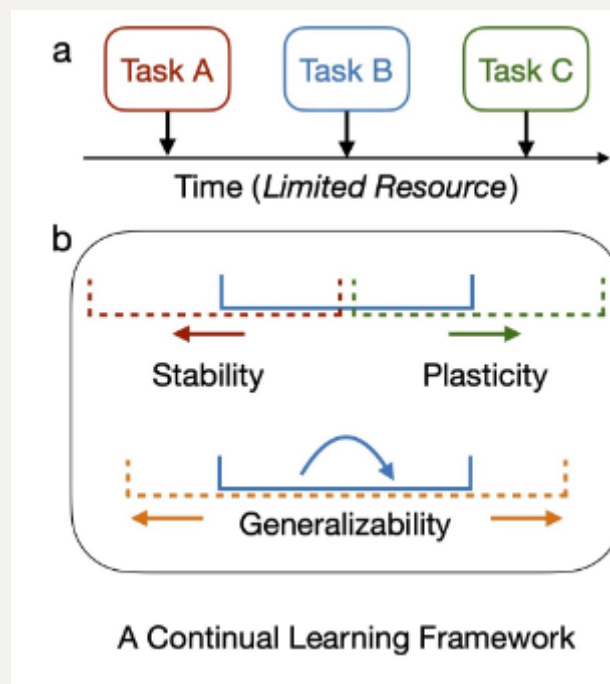 a
Task A Task B Task C
Time (Limited Resource)
b
Stability Plasticity
Generalizability
A Continual Learning Framework